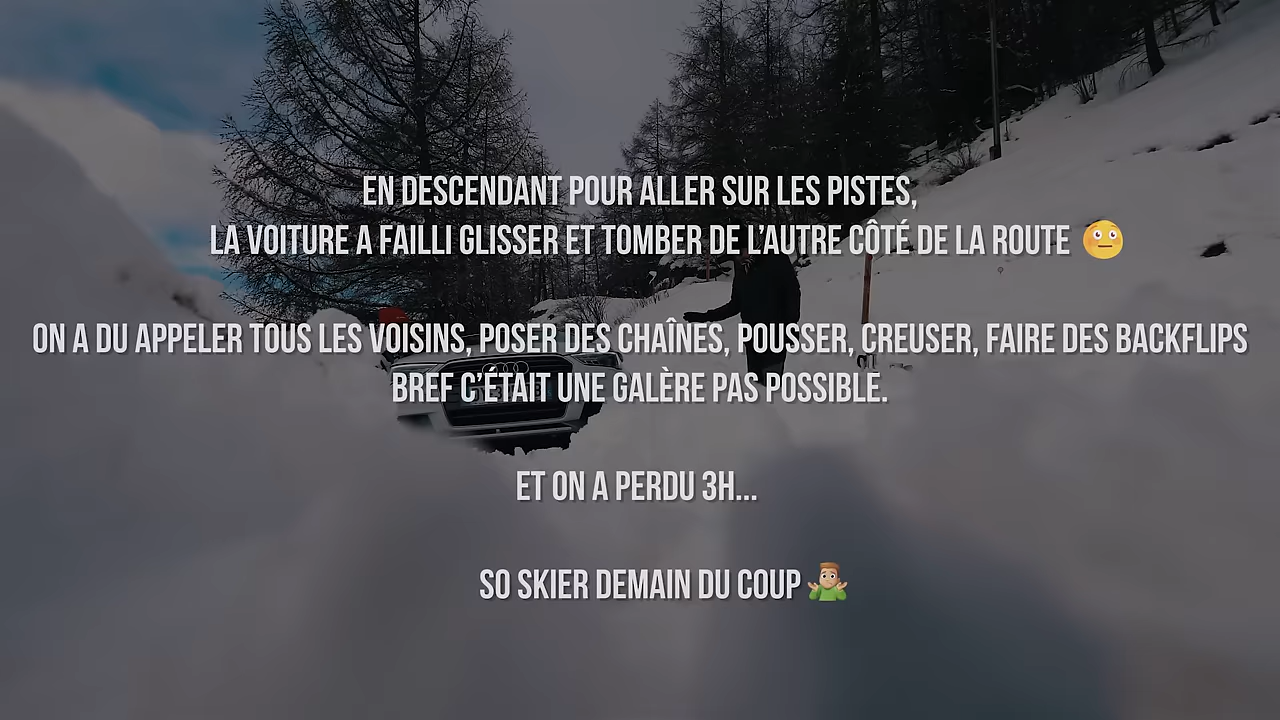 EN DESCENDANT POUR ALLER SUR LES PISTES,
LA VOITURE A FAILLI GLISSER ET TOMBER DE L’AUTRE CÔTÉ DE LA ROUTE 😳
ON A DU APPELER TOUS LES VOISINS, POSER DES CHAÎNES, POUSSER, CREUSER, FAIRE DES BACKFLIPS
BREF C’ÉTAIT UNE GALÈRE PAS POSSIBLE.
ET ON A PERDU 3H...
SO SKIER DEMAIN DU COUP 🤷🏼‍♂️